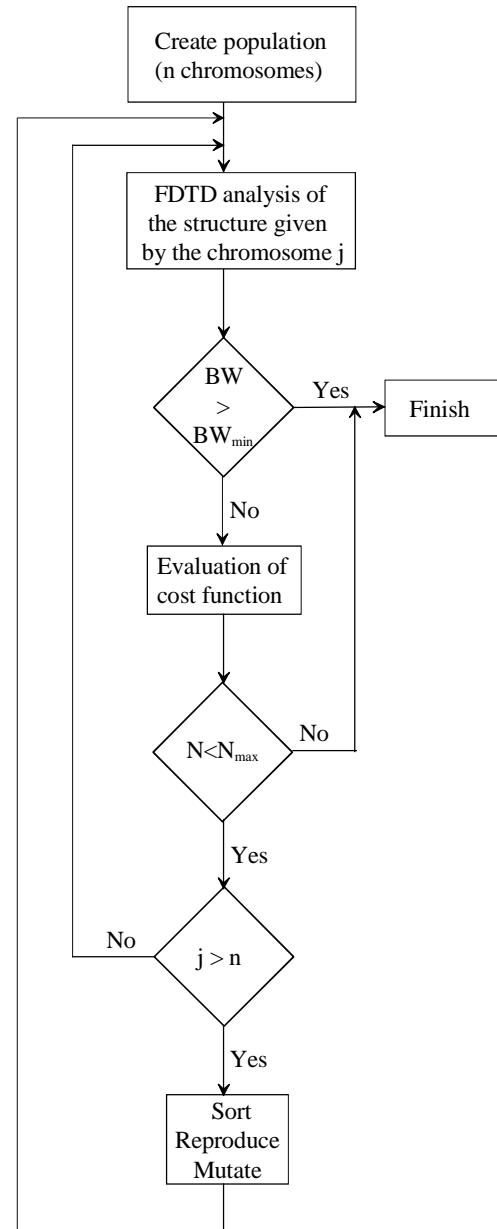 Create population
(n chromosomes)
FDTD analysis of
the structure given
by the chromosome j
BW
>
BWmin
Yes
Finish
No
Evaluation of
cost function
N<Nmax
No
Yes
No
j > n
Yes
Sort
Reproduce
Mutate